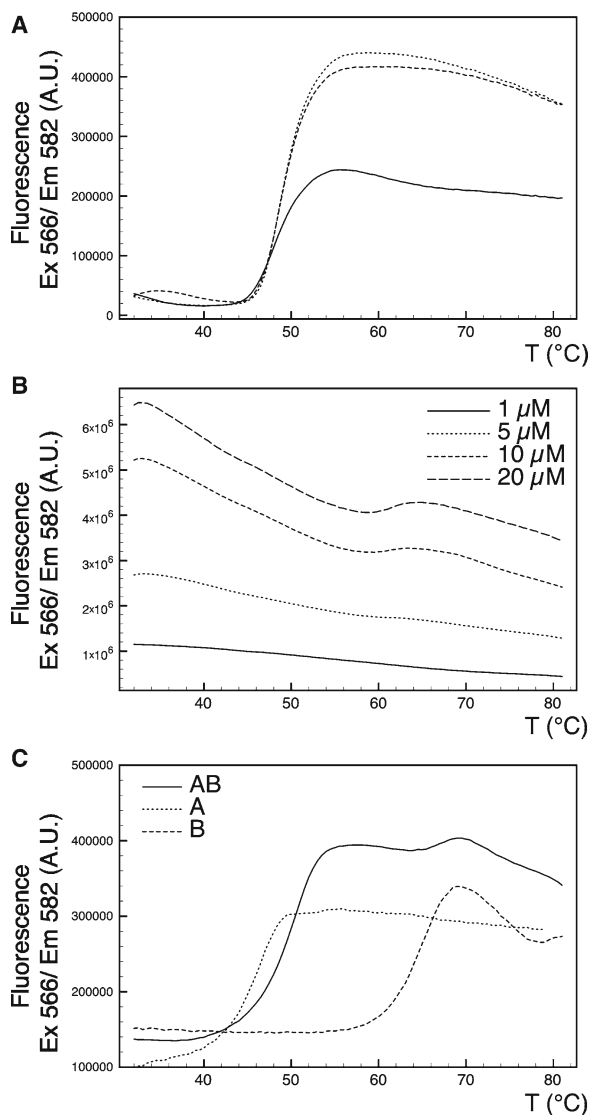 A
500000
400000
300000
200000
100000
0
Fluorescence
Ex 566/ Em 582 (A.U.)
40 50 60 70 80
T (°C)
B
6×10⁶
5×10⁶
4×10⁶
3×10⁶
2×10⁶
1×10⁶
Fluorescence
Ex 566/ Em 582 (A.U.)
1 µM
5 µM
10 µM
20 µM
40 50 60 70 80
T (°C)
C
500000
400000
300000
200000
100000
Fluorescence
Ex 566/ Em 582 (A.U.)
AB
A
B
40 50 60 70 80
T (°C)